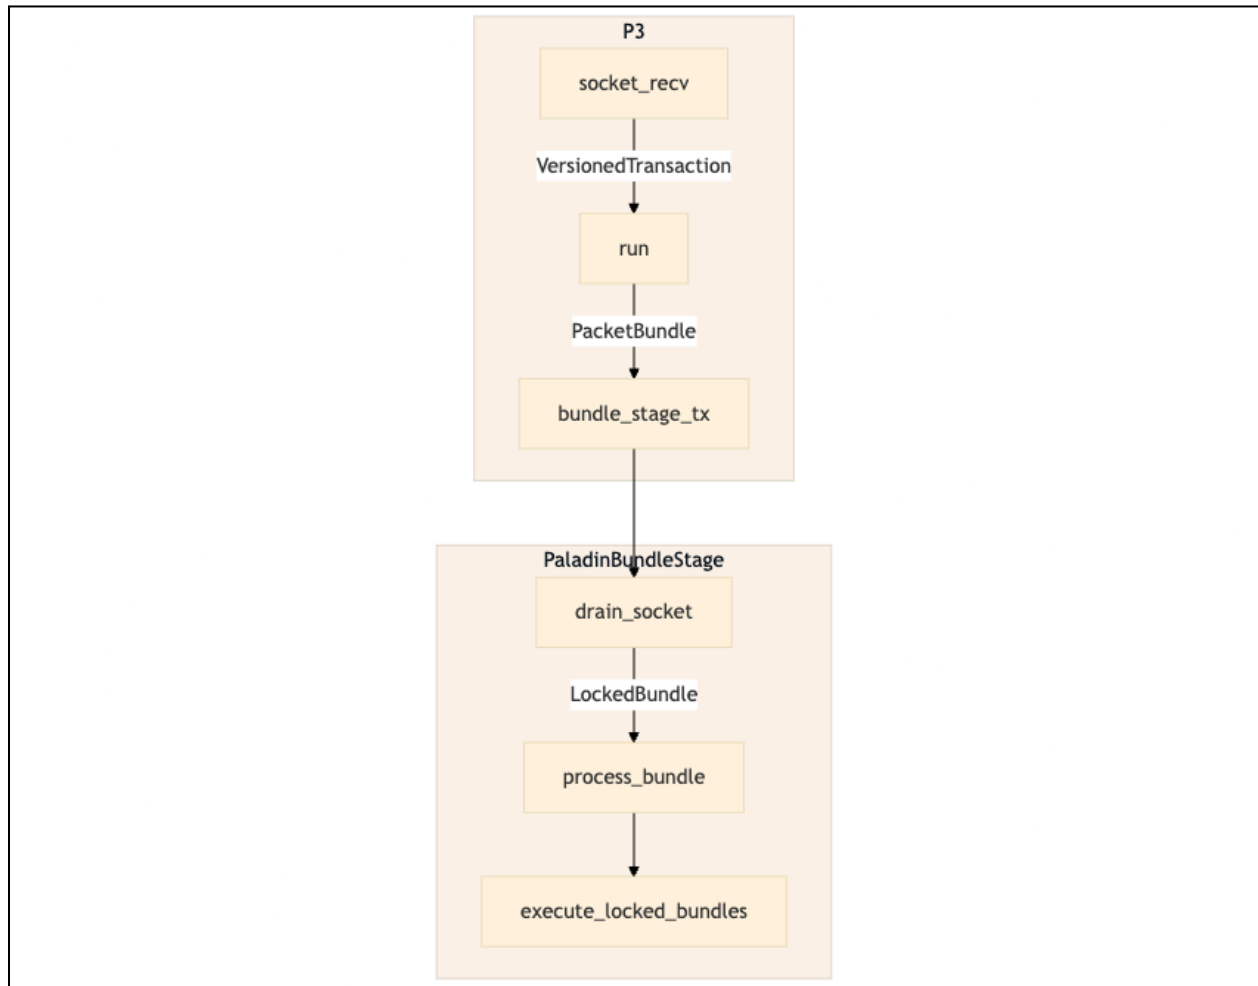 P3
socket_recv
VersionedTransaction
run
PacketBundle
bundle_stage_tx
PaladinBundleStage
drain_socket
LockedBundle
process_bundle
execute_locked_bundles